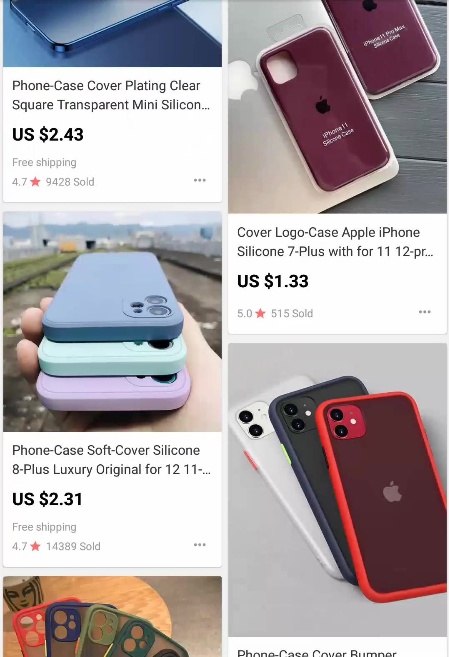 Phone-Case Cover Plating Clear
Square Transparent Mini Silicon...
US $2.43
Free shipping
4.7 9428 Sold
Phone-Case Soft-Cover Silicone
8-Plus Luxury Original for 12 11-...
US $2.31
Free shipping
4.7 14389 Sold
iPhone11 Pro Max
Silicone Case
iPhone11
Silicone Case
Cover Logo-Case Apple iPhone
Silicone 7-Plus with for 11 12-pr...
US $1.33
5.0 515 Sold
Phone-Case Cover Bumper